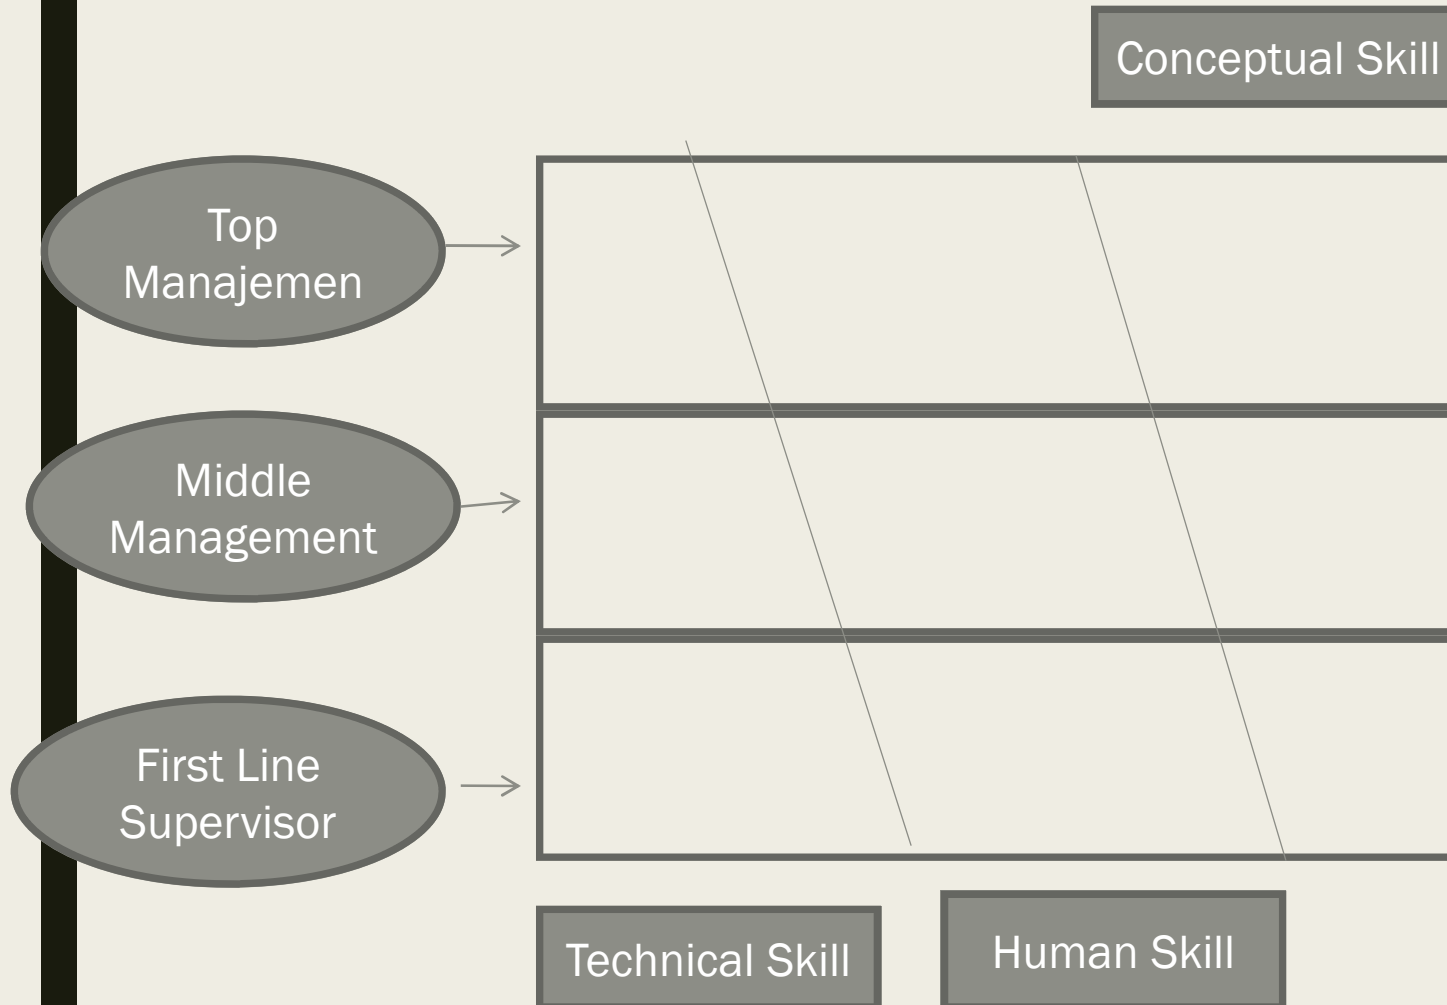 Conceptual Skill
Top
Manajemen
Middle
Management
First Line
Supervisor
Technical Skill
Human Skill